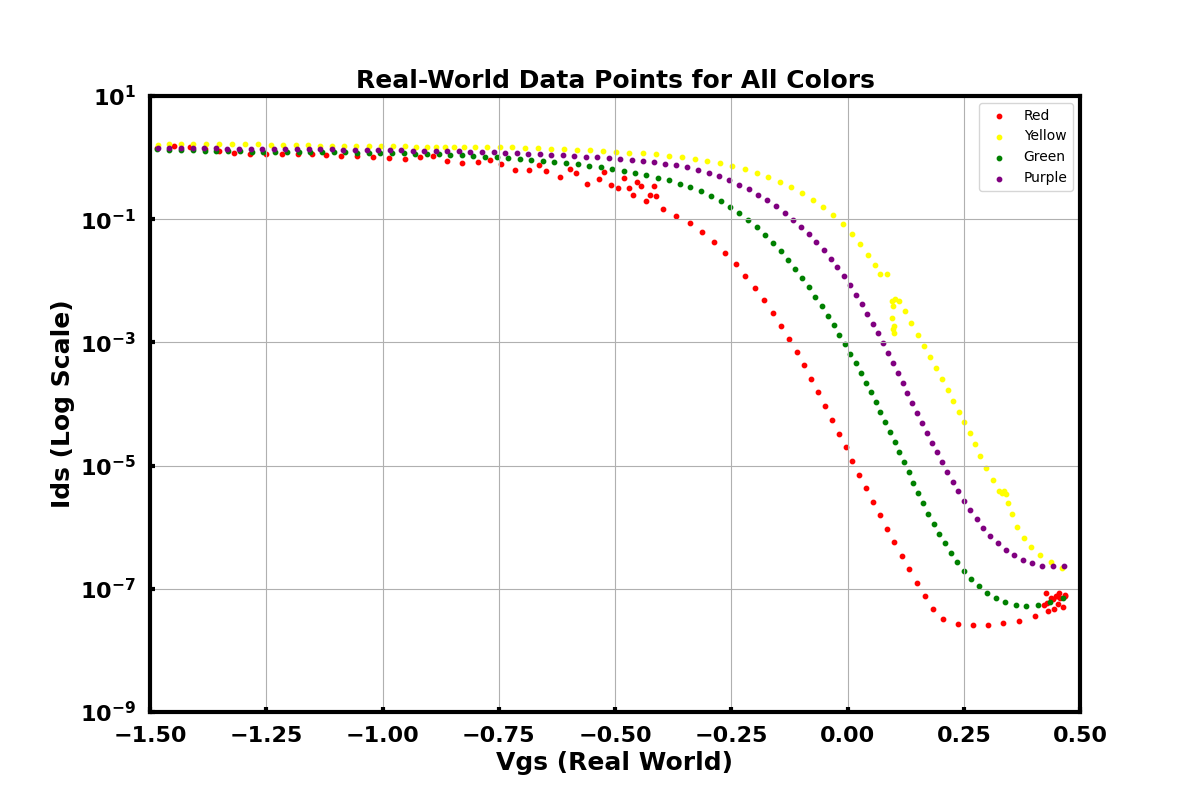 Real-World Data Points for All Colors
10¹
10⁻¹
10⁻³
10⁻⁵
10⁻⁷
10⁻⁹
Ids (Log Scale)
Red
Yellow
Green
Purple
−1.50 −1.25 −1.00 −0.75 −0.50 −0.25 0.00 0.25 0.50
Vgs (Real World)